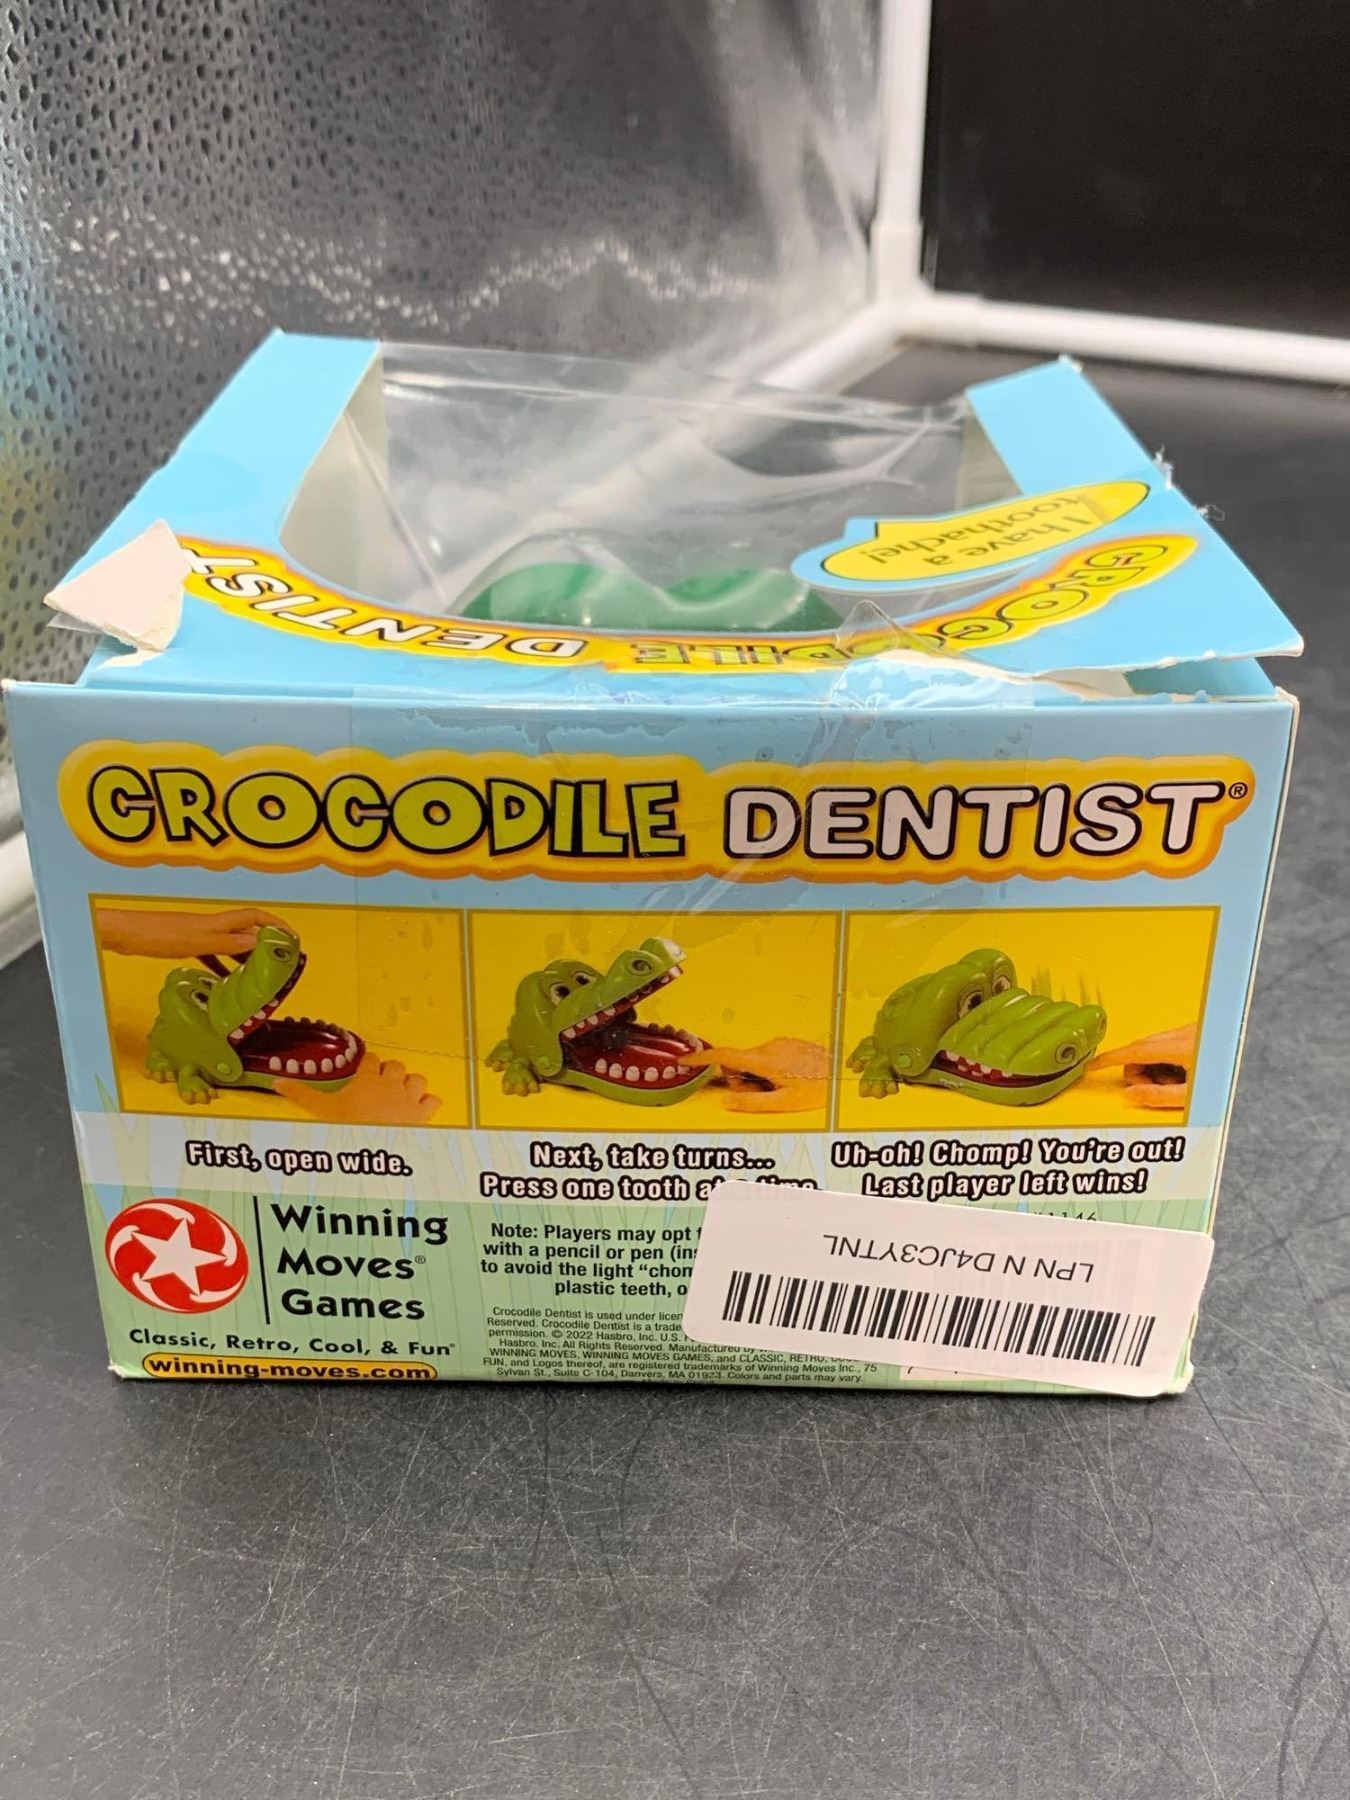 I have a
toothache!
CROCODILE DENTIST
CROCODILE DENTIST®
First, open wide.
Next, take turns...
Press one tooth at a time.
Uh-oh! Chomp! You're out!
Last player left wins!
Winning
Moves®
Games
Classic, Retro, Cool, & Fun®
winning-moves.com
Note: Players may opt
with a pencil or pen (ins
to avoid the light "chom
plastic teeth, o
Crocodile Dentist is used under licen
Reserved. Crocodile Dentist is a trade
permission. © 2022 Hasbro, Inc. U.S.
Hasbro, Inc. All Rights Reserved. Manufactured by
WINNING MOVES, WINNING MOVES GAMES, and CLASSIC, RETRO,
FUN, and Logos thereof, are registered trademarks of Winning Moves Inc., 75
Sylvan St., Suite C-104, Danvers, MA 01923. Colors and parts may vary.
LPN N D4JC3YTNL